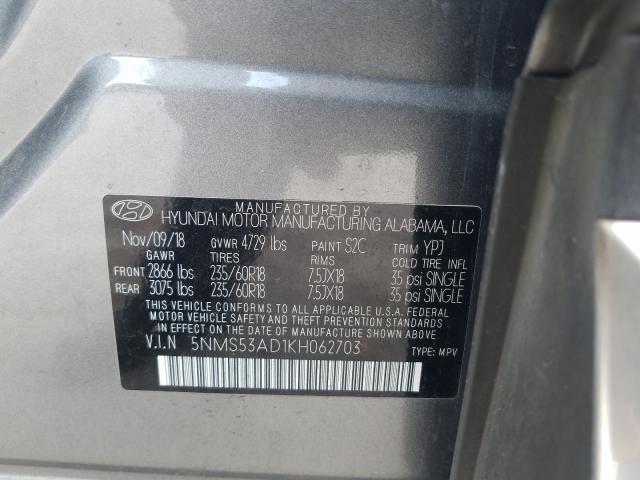 MANUFACTURED BY
HYUNDAI MOTOR MANUFACTURING ALABAMA, LLC
Nov/09/18 GVWR 4729 lbs PAINT S2C TRIM YPJ
GAWR TIRES RIMS COLD TIRE INFL
FRONT 2866 lbs 235/60R18 7.5JX18 35 psi SINGLE
REAR 3075 lbs 235/60R18 7.5JX18 35 psi SINGLE
THIS VEHICLE CONFORMS TO ALL APPLICABLE U.S.A. FEDERAL
MOTOR VEHICLE SAFETY AND THEFT PREVENTION STANDARDS
IN EFFECT ON THE DATE OF MANUFACTURE SHOWN ABOVE.
V.I.N 5NMS53AD1KH062703 TYPE: MPV